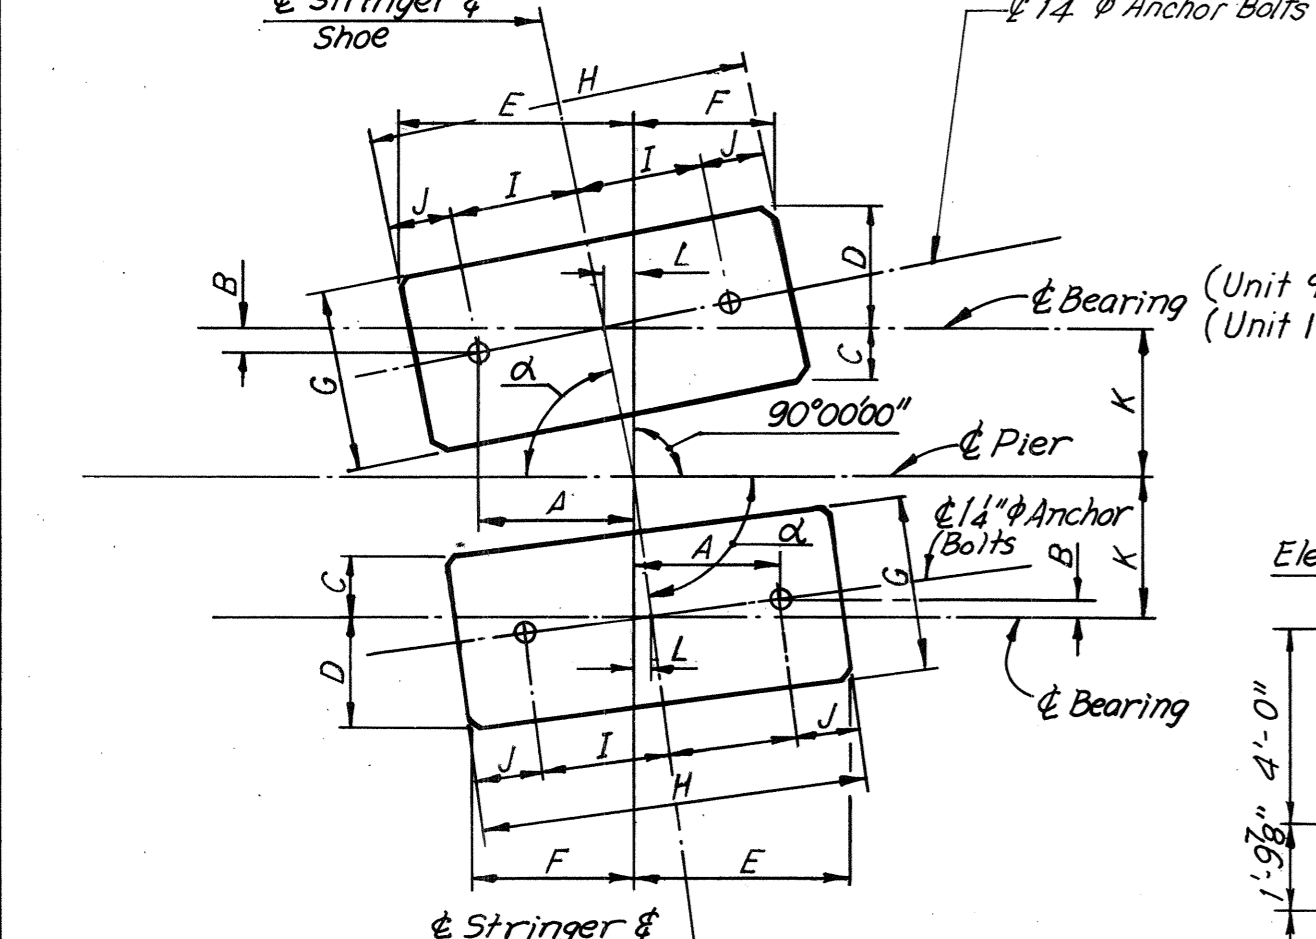 ℄ Stringer ℄
Shoe
℄ 1¼" ϕ Anchor Bolts
H
E
F
J
I
I
J
L
D
B
℄ Bearing
(Unit
(Unit 1
G
α
C
90°00'00"
K
℄ Pier
A
℄ 1¼" ϕ Anchor
Bolts
α
A
B
K
G
C
Ele
D
L
℄ Bearing
4'-0"
J
I
J
H
1'-9⅞"
F
E
℄ Stringer ℄